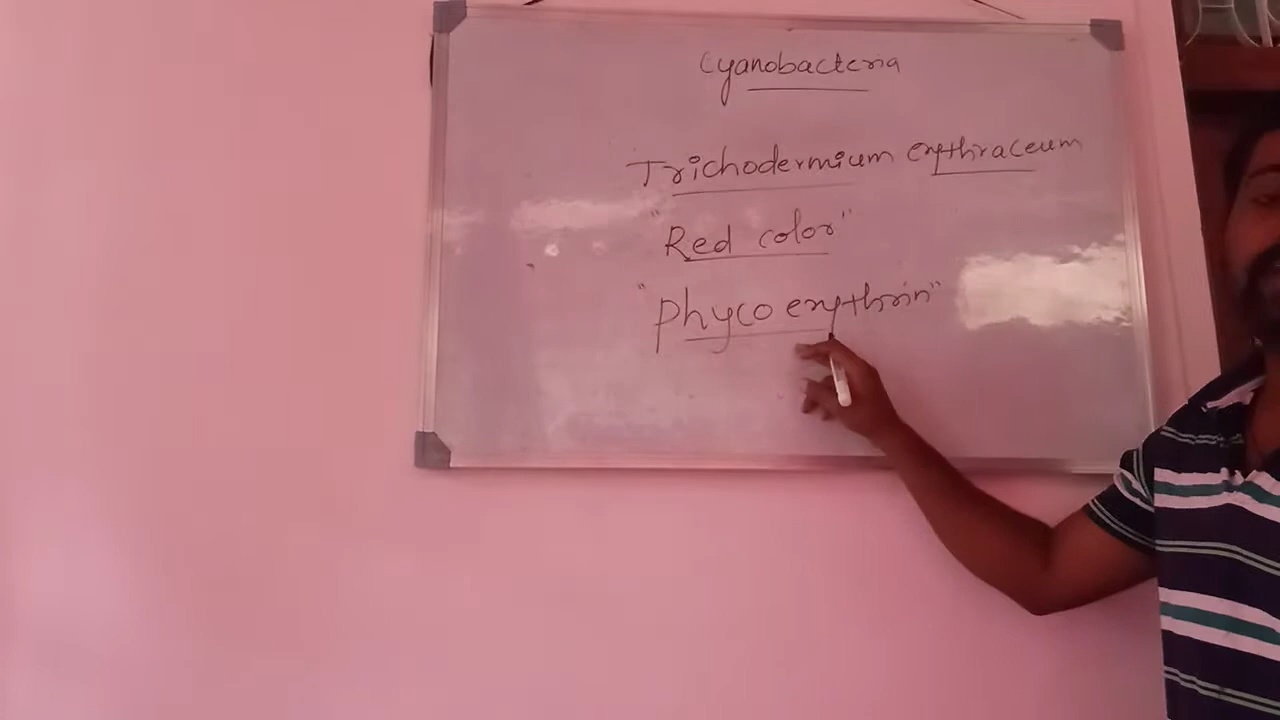 Cyanobacteria
Trichodermium erythraceum
"Red color"
"Phyco erythrin"